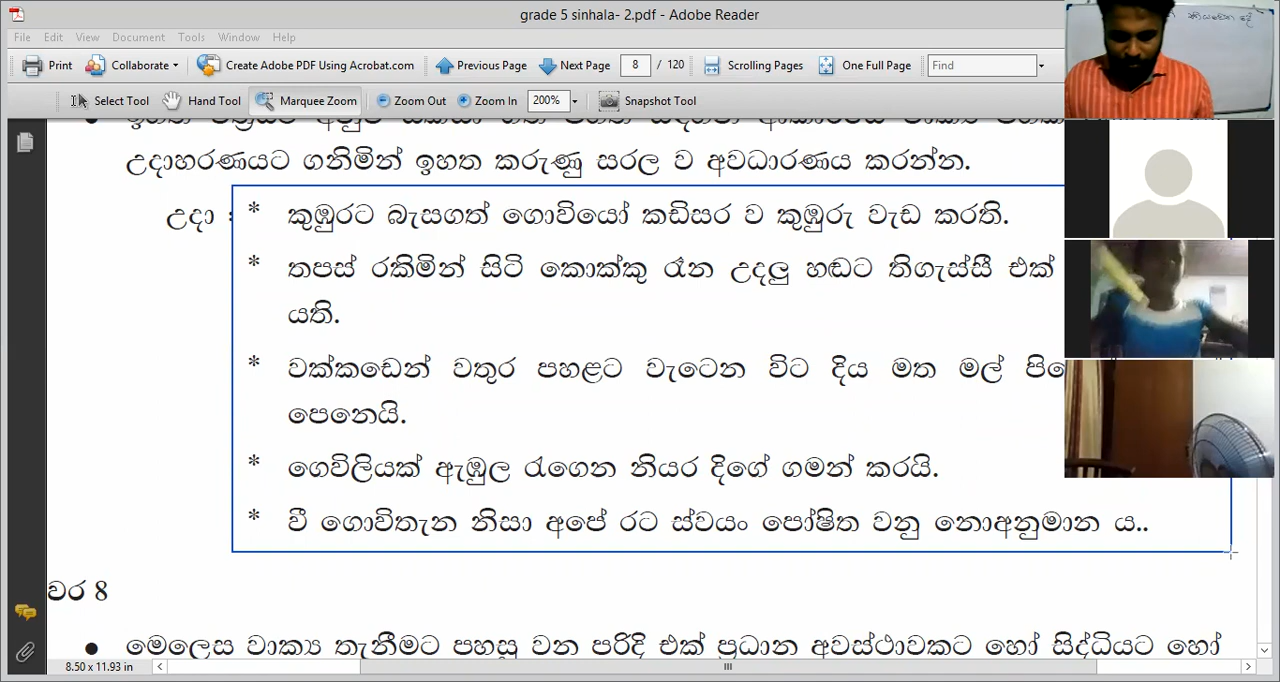 grade 5 sinhala- 2.pdf - Adobe Reader
File Edit View Document Tools Window Help
Print Collaborate Create Adobe PDF Using Acrobat.com Previous Page Next Page 8 / 120 Scrolling Pages One Full Page Find
Select Tool Hand Tool Marquee Zoom Zoom Out Zoom In 200% Snapshot Tool
උදාහරණයට ගනිමින් ඉහත කරුණු සරල ව අවධාරණය කරන්න.
උදා : * කුඹුරට බැසගත් ගොවියෝ කඩිසර ව කුඹුරු වැඩ කරති.
* තපස් රකිමින් සිටි කොක්කු රෑන උදලු හඬට තිගැස්සී එක්
යති.
* වක්කඩෙන් වතුර පහළට වැටෙන විට දිය මත මල්
පෙනෙයි.
* ගෙවිලියක් ඇඹුල රැගෙන නියර දිගේ ගමන් කරයි.
* වී ගොවිතැන නිසා අපේ රට ස්වයං පෝෂිත වනු නොඅනුමාන ය..
වර 8
● මෙලෙස වාක්‍ය තැනීමට පහසු වන පරිදි එක් ප්‍රධාන අවස්ථාවකට හෝ සිද්ධියට හෝ
8.50 x 11.93 in